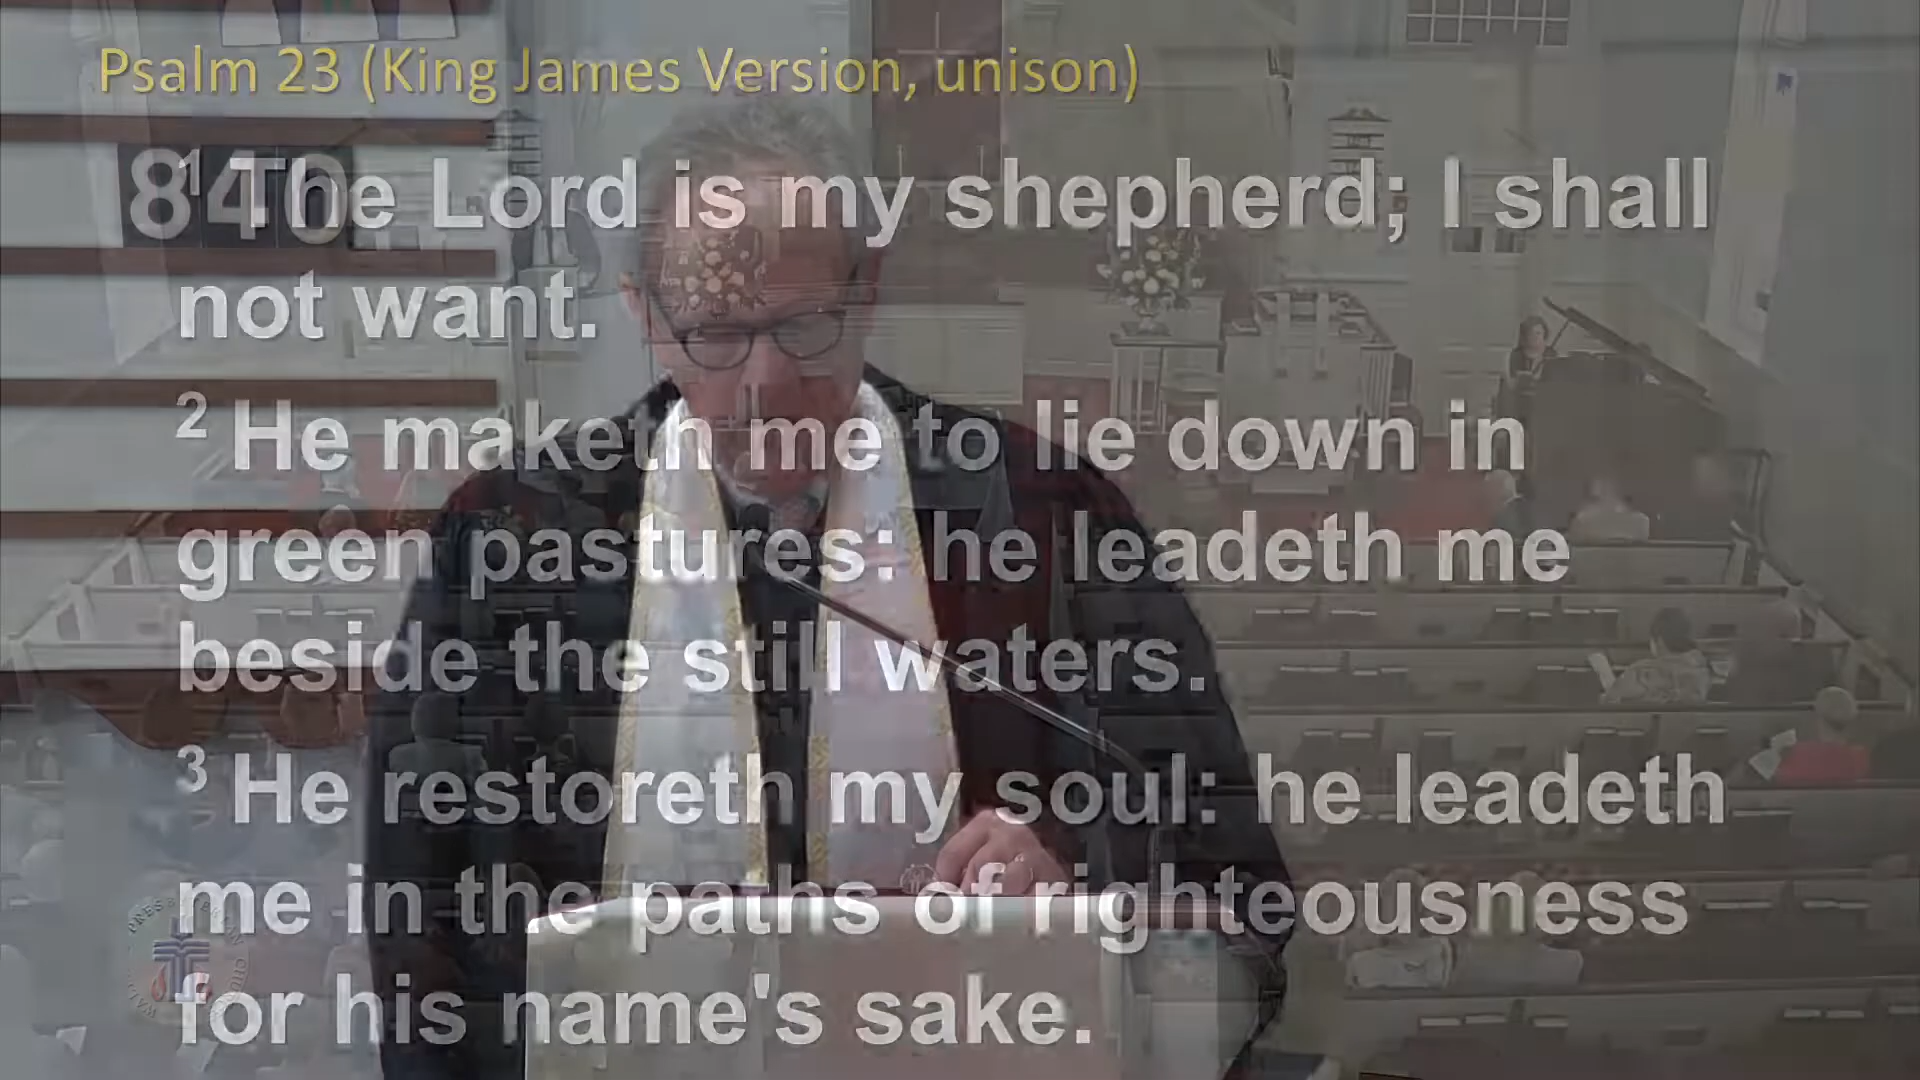 Psalm 23 (King James Version, unison)
840
1 The Lord is my shepherd; I shall
not want.
2 He maketh me to lie down in
green pastures: he leadeth me
beside the still waters.
3 He restoreth my soul: he leadeth
me in the paths of righteousness
for his name's sake.
PRESBYTERIAN CHURCH